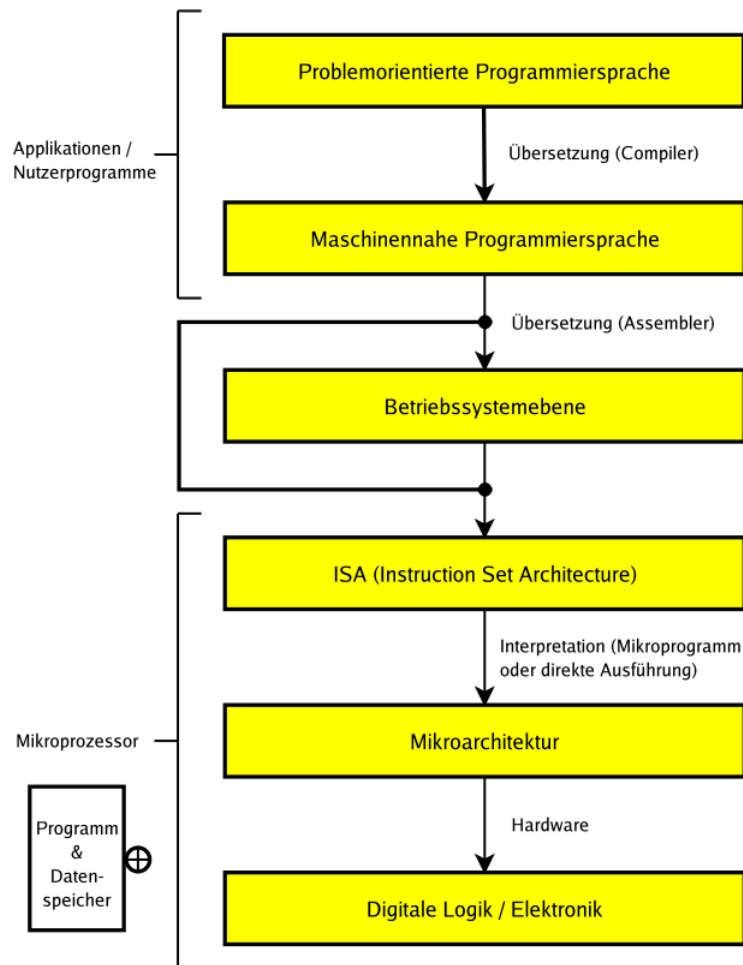 Problemorientierte Programmiersprache
Applikationen /
Nutzerprogramme
Übersetzung (Compiler)
Maschinennahe Programmiersprache
Übersetzung (Assembler)
Betriebssystemebene
ISA (Instruction Set Architecture)
Interpretation (Mikroprogramm
oder direkte Ausführung)
Mikroprozessor
Mikroarchitektur
Programm
&
Daten-
speicher
Hardware
Digitale Logik / Elektronik